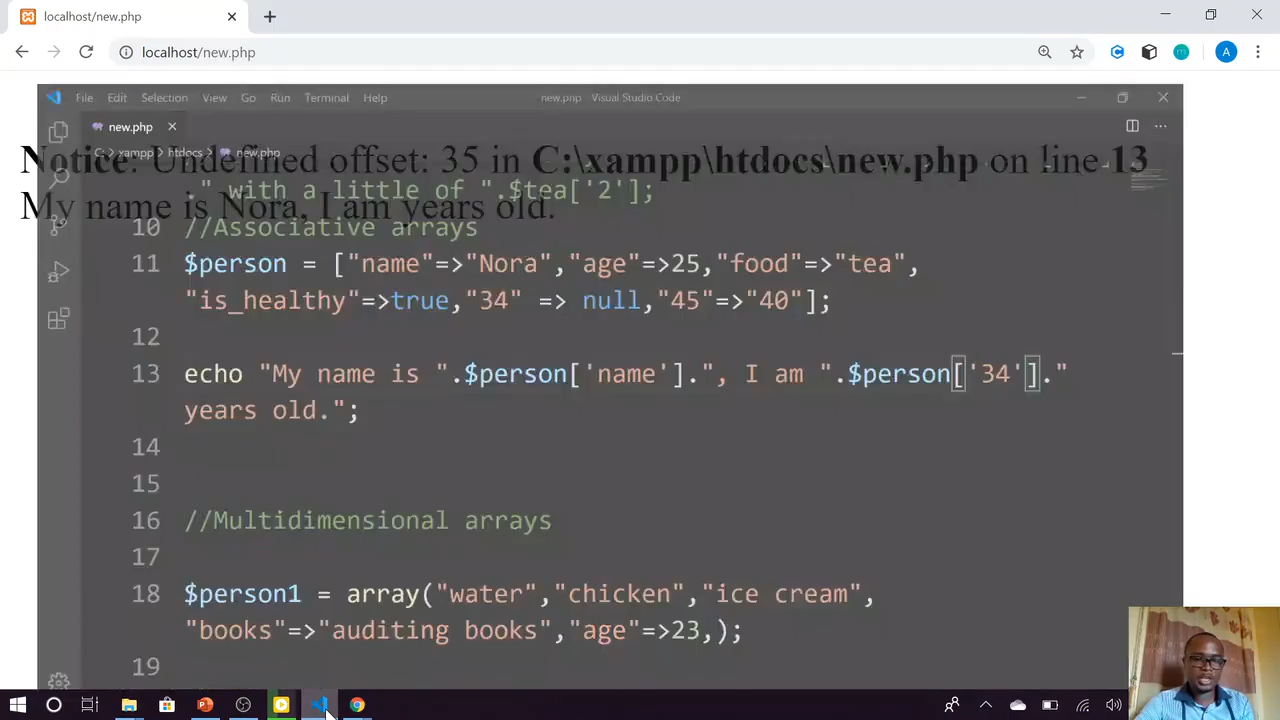 localhost/new.php
localhost/new.php
A
File Edit Selection View Go Run Terminal Help
new.php Visual Studio Code
new.php
C: > xampp > htdocs > new.php
Notice: Undefined offset: 35 in C:\xampp\htdocs\new.php on line 13
." with a little of ".$tea['2'];
My name is Nora, I am years old.
10 //Associative arrays
11 $person = ["name"=>"Nora","age"=>25,"food"=>"tea",
"is_healthy"=>true,"34" => null,"45"=>"40"];
12
13 echo "My name is ".$person['name'].", I am ".$person['34']."
years old.";
14
15
16 //Multidimensional arrays
17
18 $person1 = array("water","chicken","ice cream",
"books"=>"auditing books","age"=>23,);
19